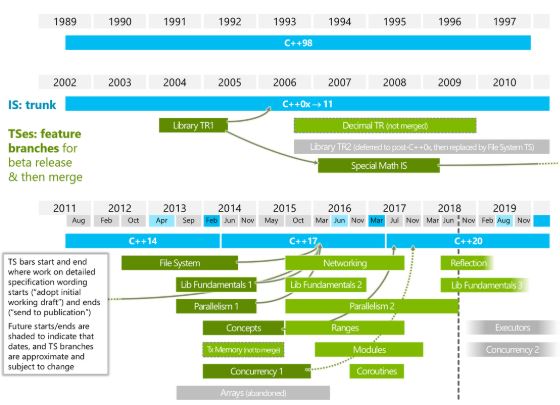 1989 1990 1991 1992 1993 1994 1995 1996 1997
C++98
2002 2003 2004 2005 2006 2007 2008 2009 2010
IS: trunk
C++0x → 11
TSes: feature
branches for
beta release
& then merge
Library TR1
Decimal TR (not merged)
Library TR2 (deferred to post-C++0x, then replaced by File System TS)
Special Math IS
2011 2012 2013 2014 2015 2016 2017 2018 2019
Aug Feb Oct Apr Sep Feb Jun Nov May Oct Mar Jun Nov Mar Jul Nov Mar Jun Nov Feb Aug Nov
C++14 C++17 C++20
TS bars start and end
where work on detailed
specification wording
starts ("adopt initial
working draft") and ends
("send to publication")
Future starts/ends are
shaded to indicate that
dates, and TS branches
are approximate and
subject to change
File System Networking Reflection
Lib Fundamentals 1 Lib Fundamentals 2 Lib Fundamentals 3
Parallelism 1 Parallelism 2
Concepts Ranges Executors
Tx Memory (not to merge) Modules Concurrency 2
Concurrency 1 Coroutines
Arrays (abandoned)